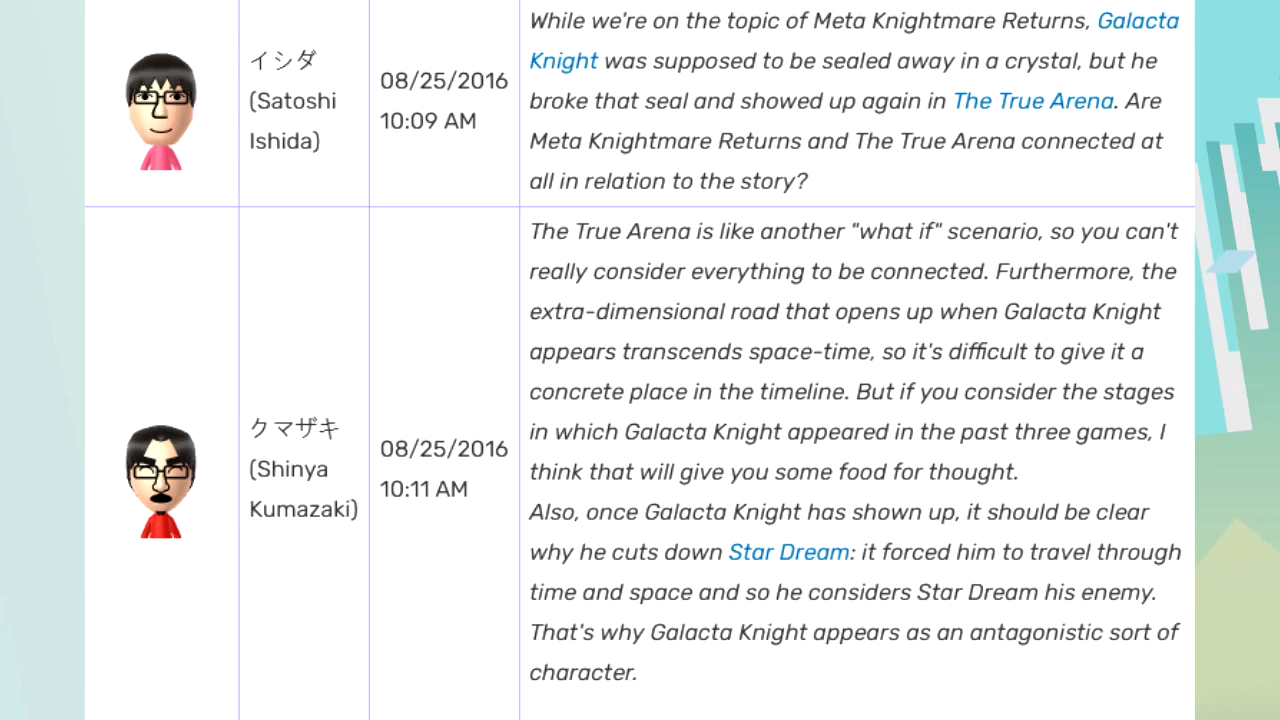 イシダ
(Satoshi
Ishida)
08/25/2016
10:09 AM
While we're on the topic of Meta Knightmare Returns, Galacta
Knight was supposed to be sealed away in a crystal, but he
broke that seal and showed up again in The True Arena. Are
Meta Knightmare Returns and The True Arena connected at
all in relation to the story?
クマザキ
(Shinya
Kumazaki)
08/25/2016
10:11 AM
The True Arena is like another "what if" scenario, so you can't
really consider everything to be connected. Furthermore, the
extra-dimensional road that opens up when Galacta Knight
appears transcends space-time, so it's difficult to give it a
concrete place in the timeline. But if you consider the stages
in which Galacta Knight appeared in the past three games, I
think that will give you some food for thought.
Also, once Galacta Knight has shown up, it should be clear
why he cuts down Star Dream: it forced him to travel through
time and space and so he considers Star Dream his enemy.
That's why Galacta Knight appears as an antagonistic sort of
character.